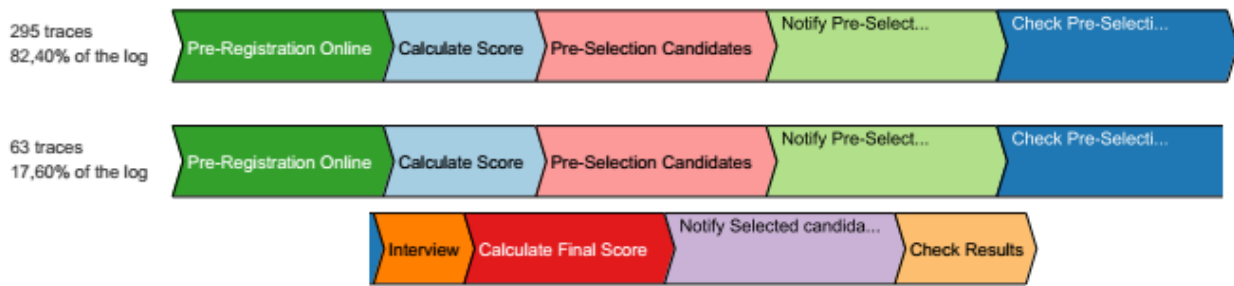 295 traces
82,40% of the log
Pre-Registration Online
Calculate Score
Pre-Selection Candidates
Notify Pre-Select...
Check Pre-Selecti...
63 traces
17,60% of the log
Pre-Registration Online
Calculate Score
Pre-Selection Candidates
Notify Pre-Select...
Check Pre-Selecti...
Interview
Calculate Final Score
Notify Selected candida...
Check Results